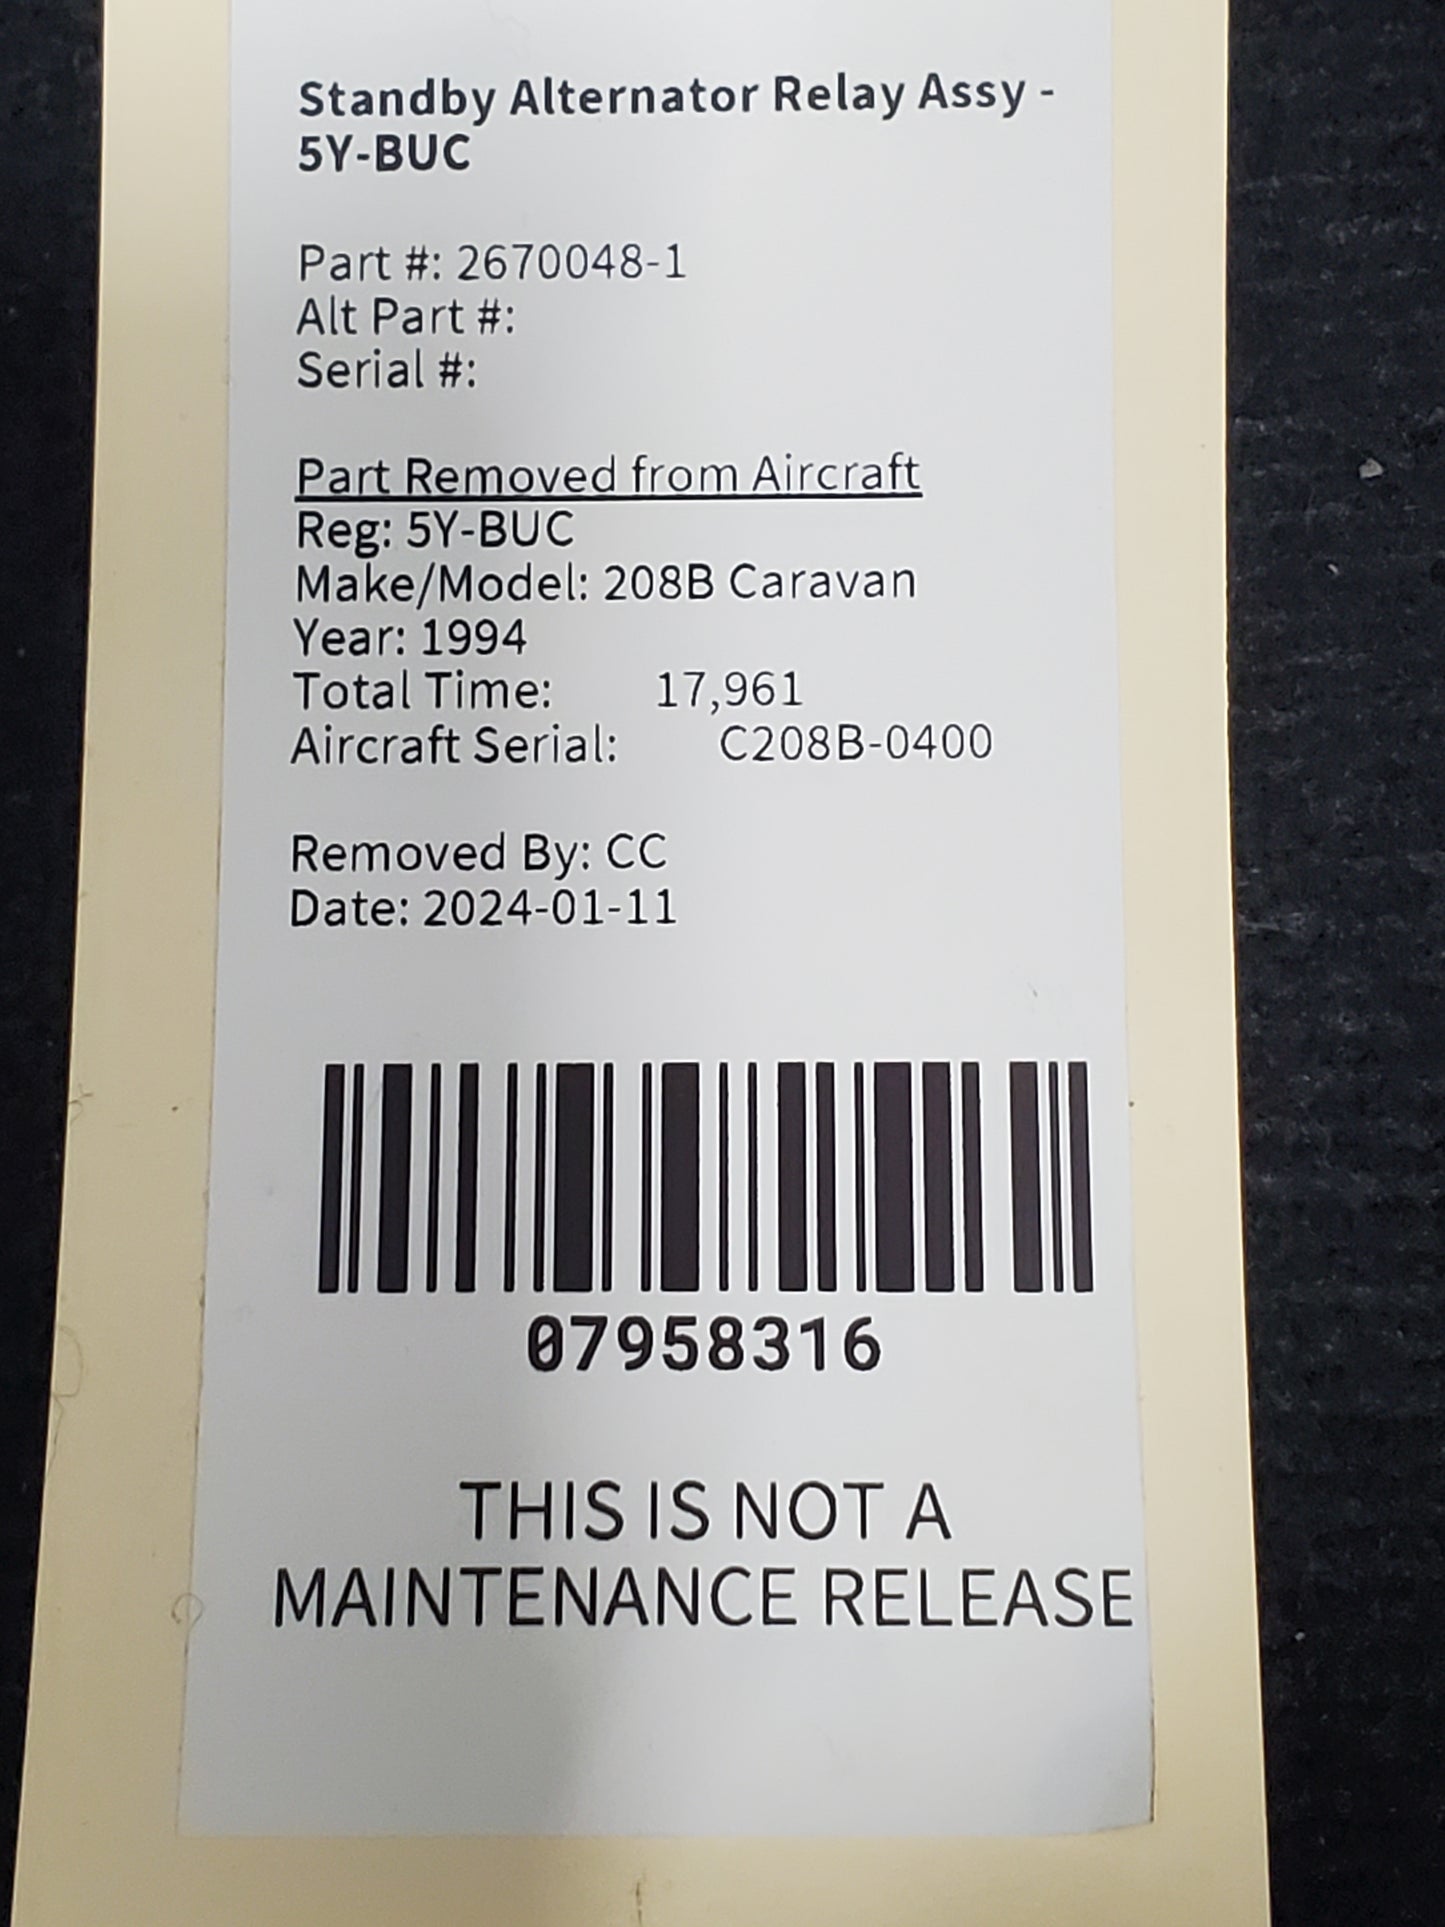 Standby Alternator Relay Assy -
5Y-BUC
Part #: 2670048-1
Alt Part #:
Serial #:
Part Removed from Aircraft
Reg: 5Y-BUC
Make/Model: 208B Caravan
Year: 1994
Total Time: 17,961
Aircraft Serial: C208B-0400
Removed By: CC
Date: 2024-01-11
07958316
THIS IS NOT A
MAINTENANCE RELEASE